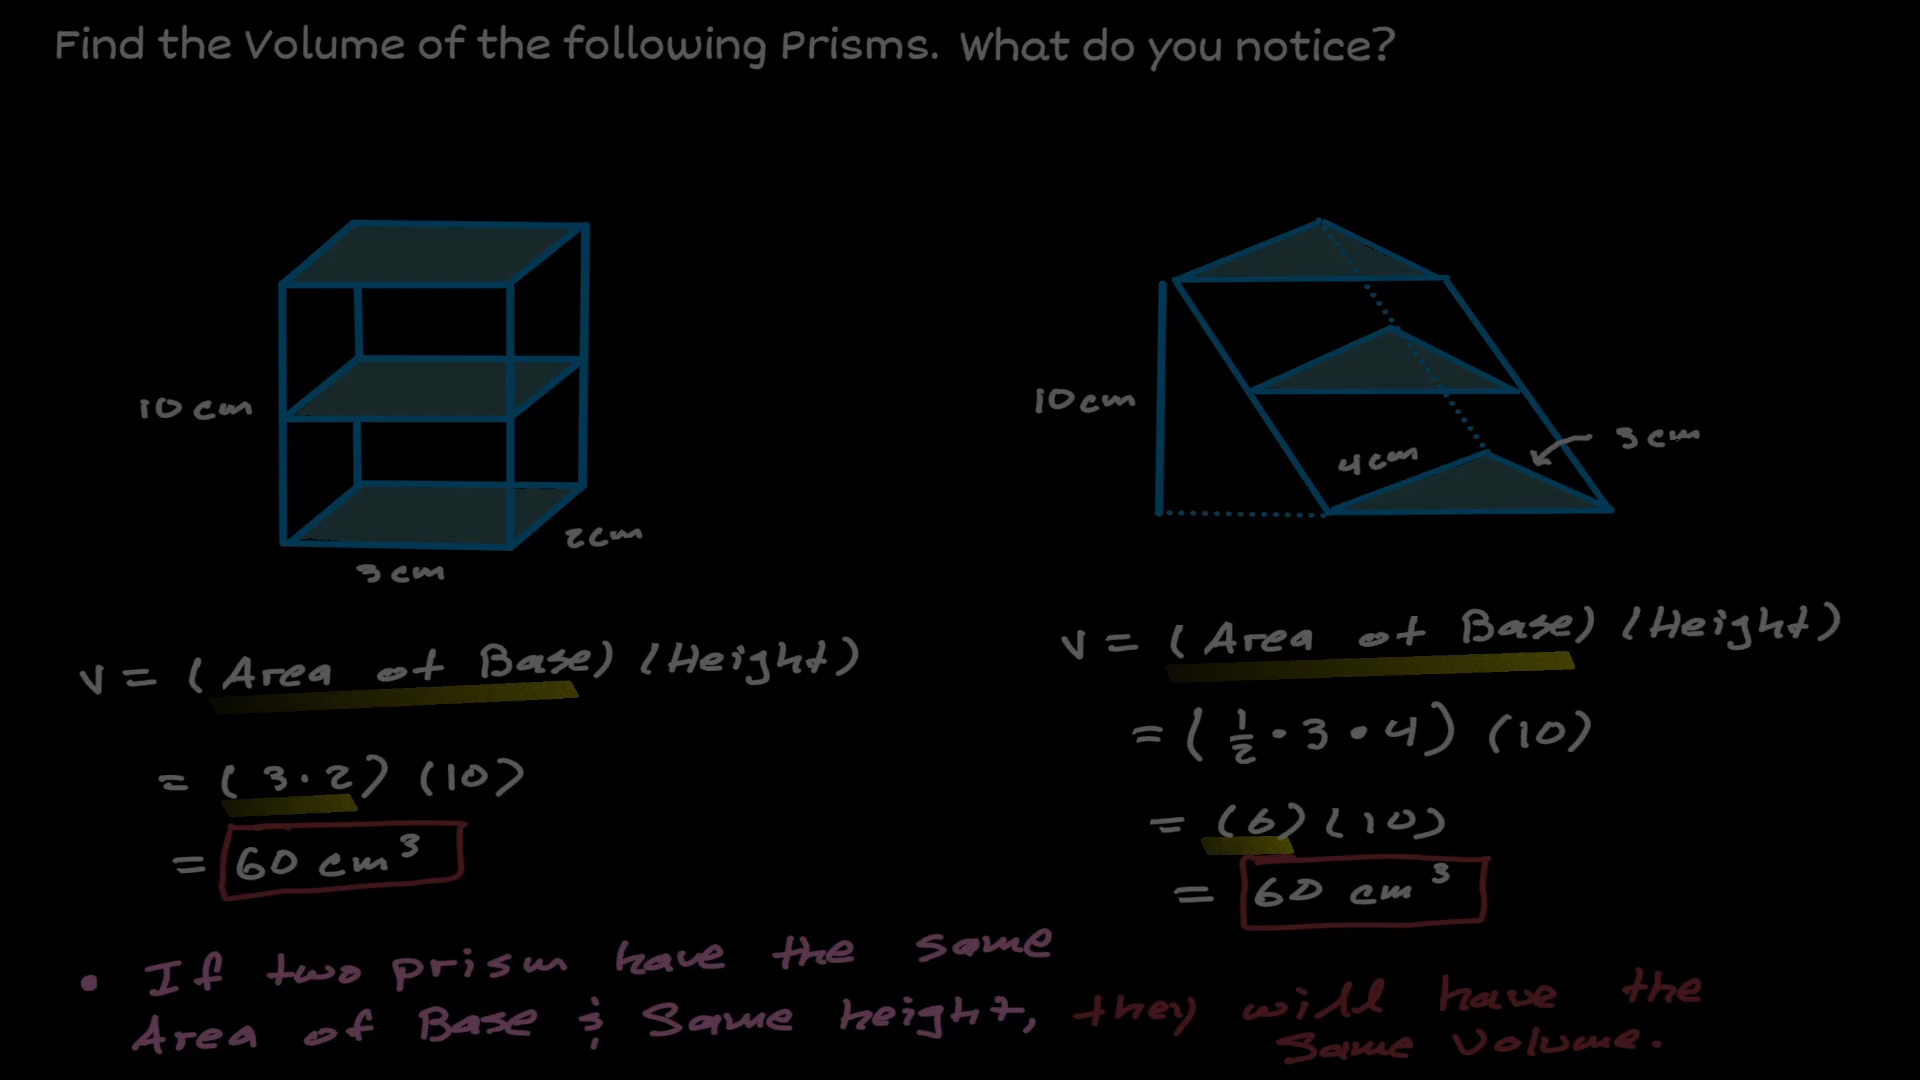 Find the Volume of the following Prisms. What do you notice?
10 cm
3 cm
2cm
10cm
4cm
3 cm
V = (Area of Base) (Height)
= (3·2) (10)
= 60 cm³
V = (Area of Base) (Height)
= (½ · 3 · 4) (10)
= (6) (10)
= 60 cm³
• If two prism have the same
Area of Base & Same height, they will have the
Same Volume.